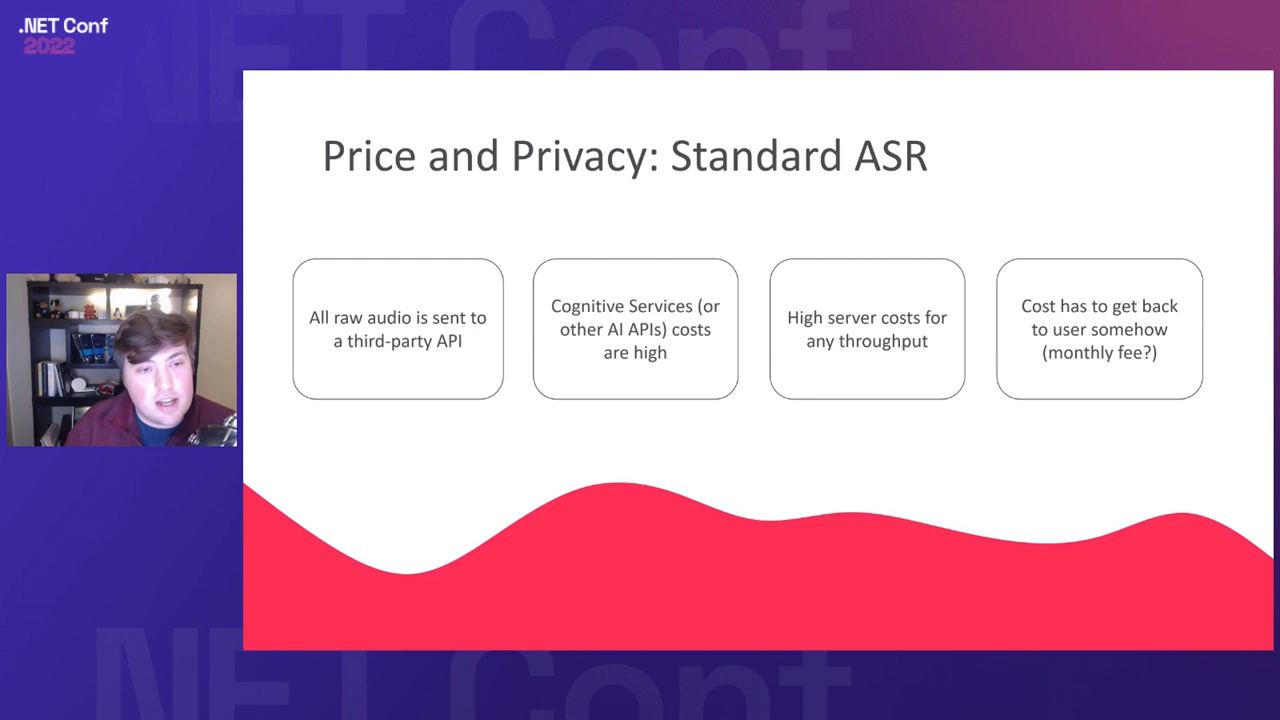 .NET Conf
2022
Price and Privacy: Standard ASR
All raw audio is sent to
a third-party API
Cognitive Services (or
other AI APIs) costs
are high
High server costs for
any throughput
Cost has to get back
to user somehow
(monthly fee?)
.NET Conf